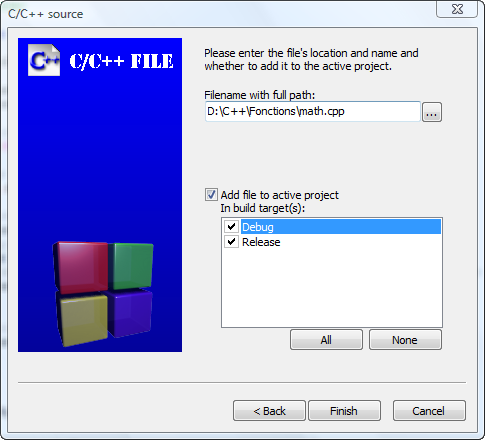 C/C++ source
C++
C/C++ FILE
Please enter the file's location and name and
whether to add it to the active project.
Filename with full path:
D:\C++\Fonctions\math.cpp
...
Add file to active project
In build target(s):
Debug
Release
All
None
< Back
Finish
Cancel